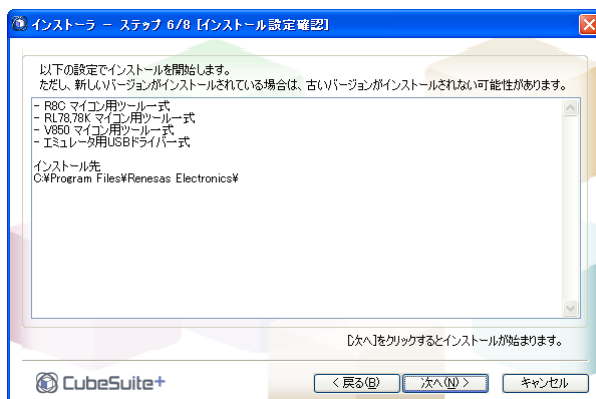 インストーラ － ステップ 6/8 [インストール設定確認]
以下の設定でインストールを開始します。
ただし、新しいバージョンがインストールされている場合は、古いバージョンがインストールされない可能性があります。
- R8C マイコン用ツール一式
- RL78,78K マイコン用ツール一式
- V850 マイコン用ツール一式
- エミュレータ用USBドライバー式
インストール先
C:¥Program Files¥Renesas Electronics¥
[次へ]をクリックするとインストールが始まります。
CubeSuite+
< 戻る(B)
次へ(N) >
キャンセル